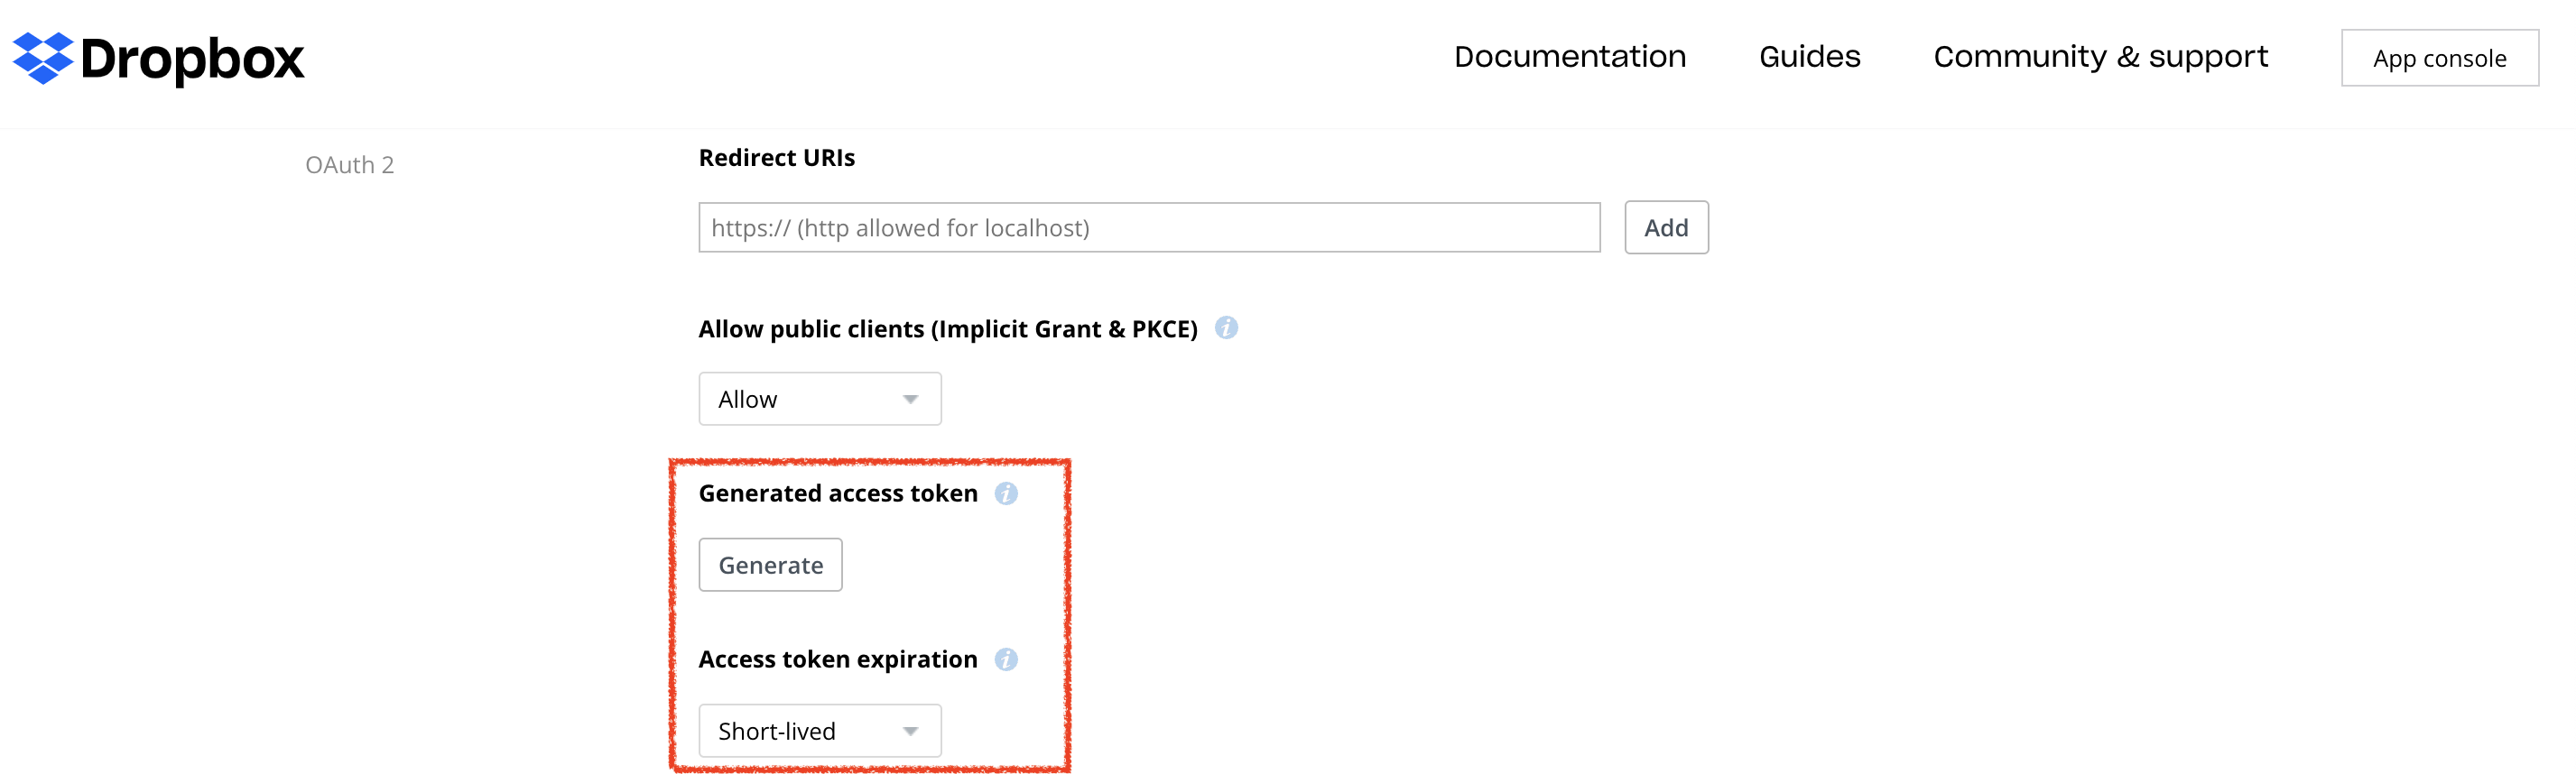 Dropbox
Documentation
Guides
Community & support
App console
OAuth 2
Redirect URIs
https:// (http allowed for localhost)
Add
Allow public clients (Implicit Grant & PKCE)
Allow
Generated access token
Generate
Access token expiration
Short-lived